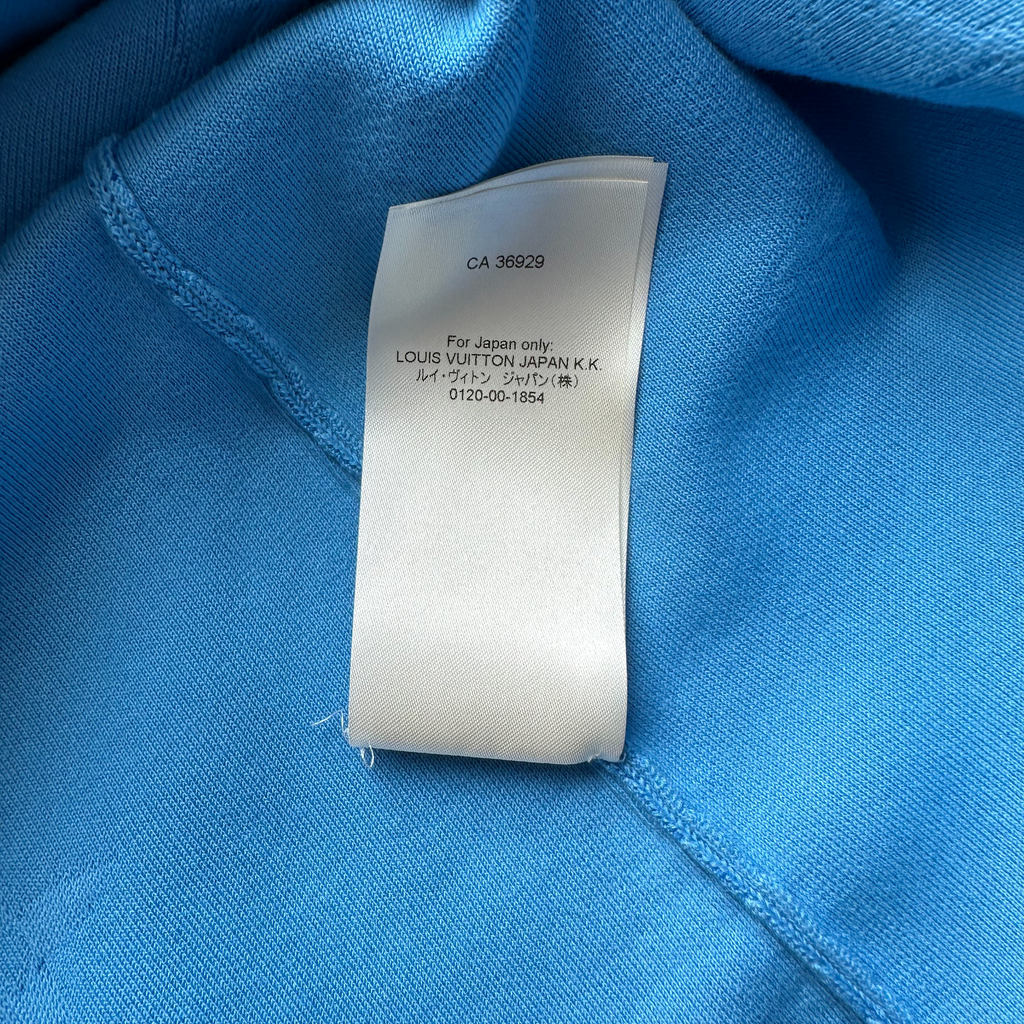 CA 36929
For Japan only:
LOUIS VUITTON JAPAN K.K.
ルイ・ヴィトン ジャパン(株)
0120-00-1854